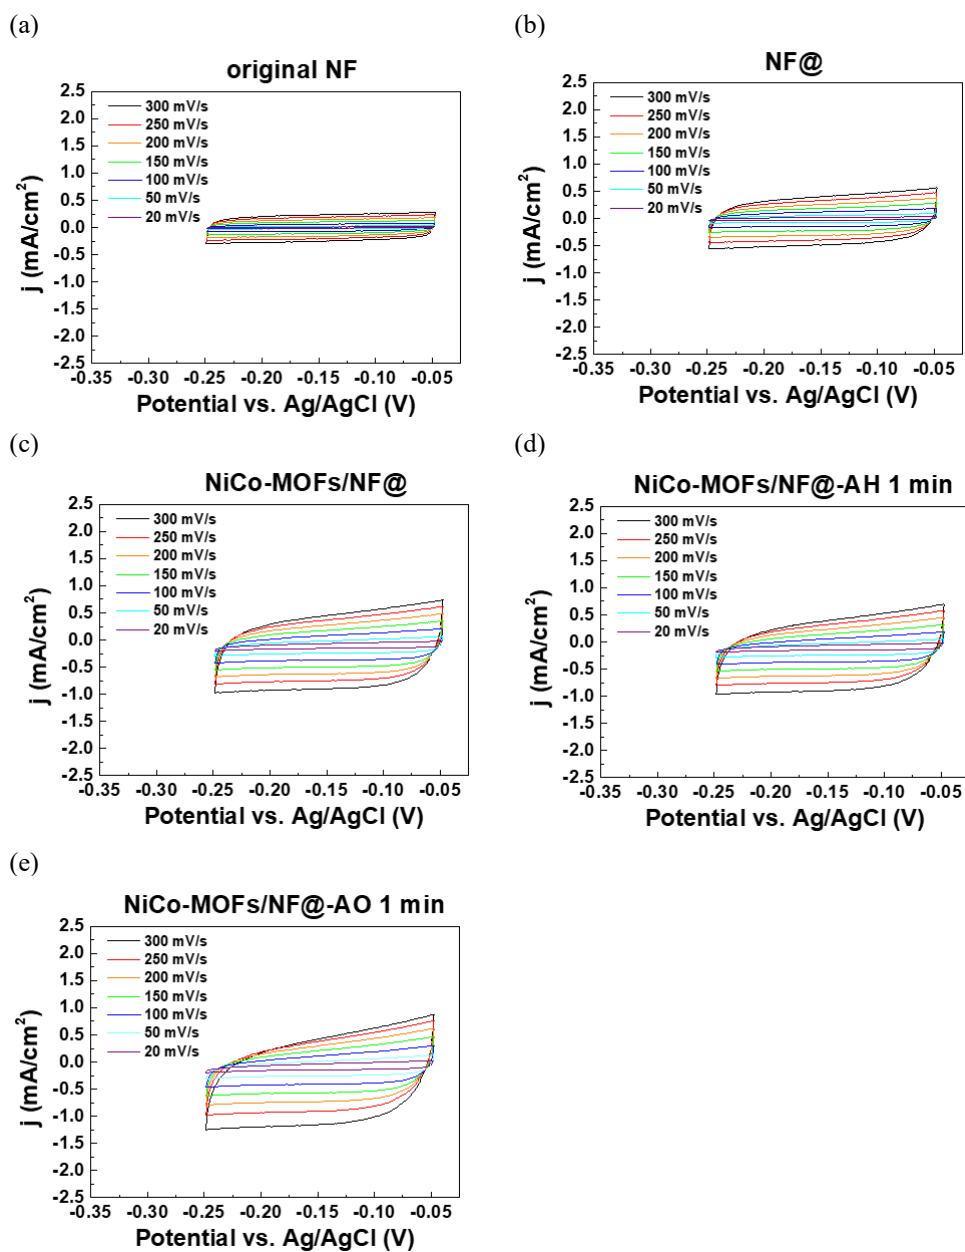 (a)
original NF
2.5
2.0
1.5
1.0
0.5
0.0
-0.5
-1.0
-1.5
-2.0
-2.5
j (mA/cm²)
300 mV/s
250 mV/s
200 mV/s
150 mV/s
100 mV/s
50 mV/s
20 mV/s
-0.35 -0.30 -0.25 -0.20 -0.15 -0.10 -0.05
Potential vs. Ag/AgCl (V)
(b)
NF@
2.5
2.0
1.5
1.0
0.5
0.0
-0.5
-1.0
-1.5
-2.0
-2.5
j (mA/cm²)
300 mV/s
250 mV/s
200 mV/s
150 mV/s
100 mV/s
50 mV/s
20 mV/s
-0.35 -0.30 -0.25 -0.20 -0.15 -0.10 -0.05
Potential vs. Ag/AgCl (V)
(c)
NiCo-MOFs/NF@
2.5
2.0
1.5
1.0
0.5
0.0
-0.5
-1.0
-1.5
-2.0
-2.5
j (mA/cm²)
300 mV/s
250 mV/s
200 mV/s
150 mV/s
100 mV/s
50 mV/s
20 mV/s
-0.35 -0.30 -0.25 -0.20 -0.15 -0.10 -0.05
Potential vs. Ag/AgCl (V)
(d)
NiCo-MOFs/NF@-AH 1 min
2.5
2.0
1.5
1.0
0.5
0.0
-0.5
-1.0
-1.5
-2.0
-2.5
j (mA/cm²)
300 mV/s
250 mV/s
200 mV/s
150 mV/s
100 mV/s
50 mV/s
20 mV/s
-0.35 -0.30 -0.25 -0.20 -0.15 -0.10 -0.05
Potential vs. Ag/AgCl (V)
(e)
NiCo-MOFs/NF@-AO 1 min
2.5
2.0
1.5
1.0
0.5
0.0
-0.5
-1.0
-1.5
-2.0
-2.5
j (mA/cm²)
300 mV/s
250 mV/s
200 mV/s
150 mV/s
100 mV/s
50 mV/s
20 mV/s
-0.35 -0.30 -0.25 -0.20 -0.15 -0.10 -0.05
Potential vs. Ag/AgCl (V)